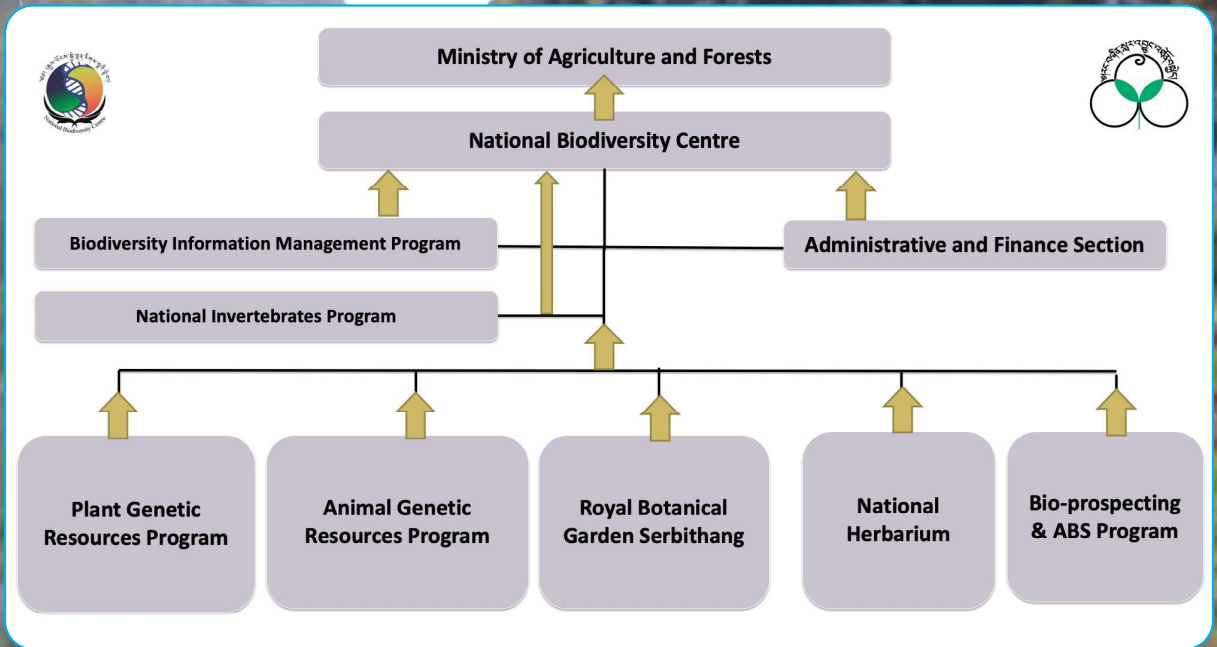 Ministry of Agriculture and Forests
National Biodiversity Centre
National Biodiversity Centre
Biodiversity Information Management Program
Administrative and Finance Section
National Invertebrates Program
Plant Genetic
Resources Program
Animal Genetic
Resources Program
Royal Botanical
Garden Serbithang
National
Herbarium
Bio-prospecting
& ABS Program